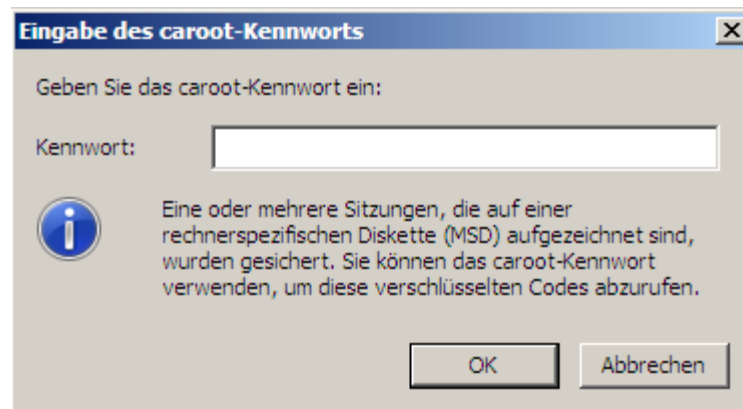 Eingabe des caroot-Kennworts
Geben Sie das caroot-Kennwort ein:
Kennwort:
Eine oder mehrere Sitzungen, die auf einer
rechnerspezifischen Diskette (MSD) aufgezeichnet sind,
wurden gesichert. Sie können das caroot-Kennwort
verwenden, um diese verschlüsselten Codes abzurufen.
OK Abbrechen